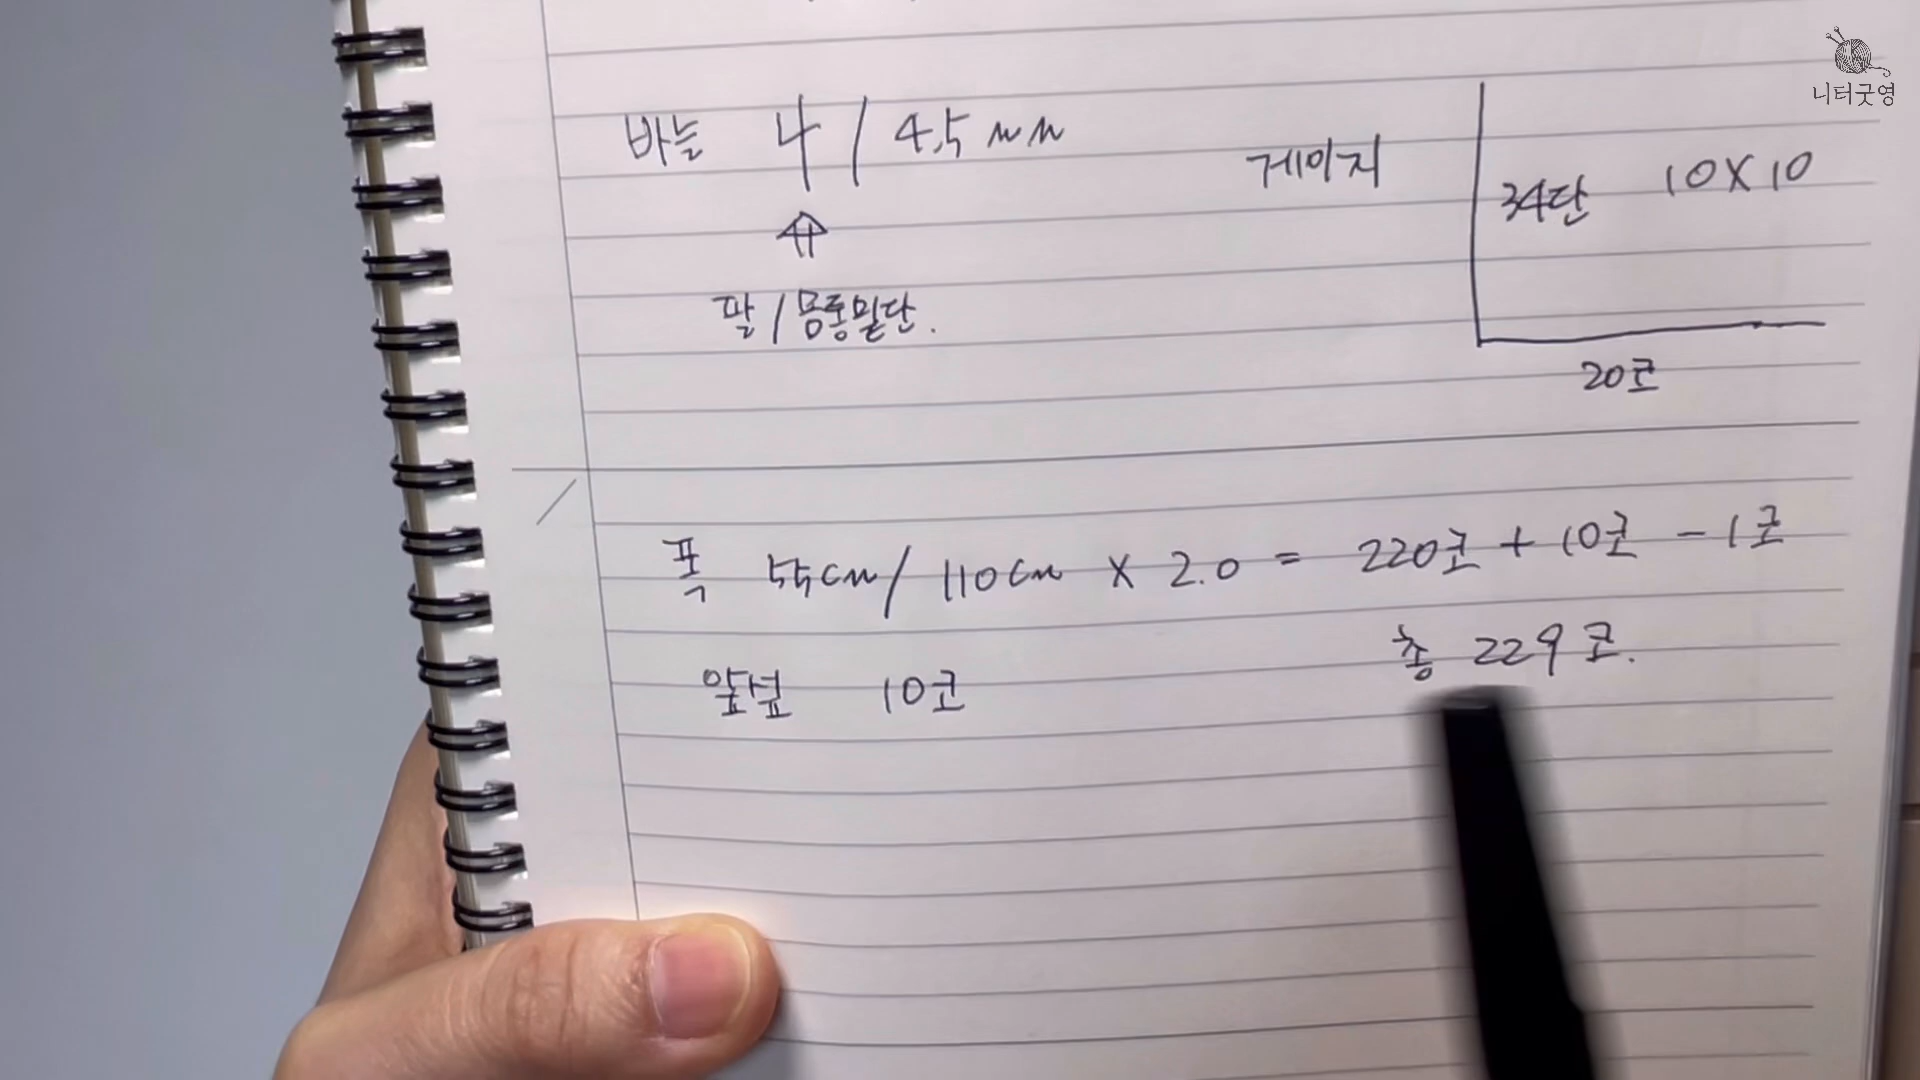 니터굿영
바늘 4 / 4.5 mm
게이지 34단 10X10
20코
팔/몸통밑단.
폭 55cm/ 110cm X 2.0 = 220코 + 10코 - 1코
총 229코.
앞섶 10코